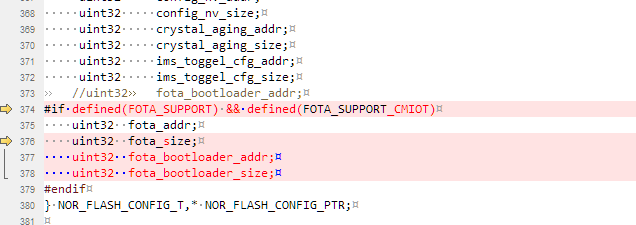 368 uint32 config_nv_size;
369 uint32 crystal_aging_addr;
370 uint32 crystal_aging_size;
371 uint32 ims_toggel_cfg_addr;
372 uint32 ims_toggel_cfg_size;
373 //uint32 fota_bootloader_addr;
374 #if defined(FOTA_SUPPORT) && defined(FOTA_SUPPORT_CMIOT)
375 uint32 fota_addr;
376 uint32 fota_size;
377 uint32 fota_bootloader_addr;
378 uint32 fota_bootloader_size;
379 #endif
380 } NOR_FLASH_CONFIG_T,* NOR_FLASH_CONFIG_PTR;
381